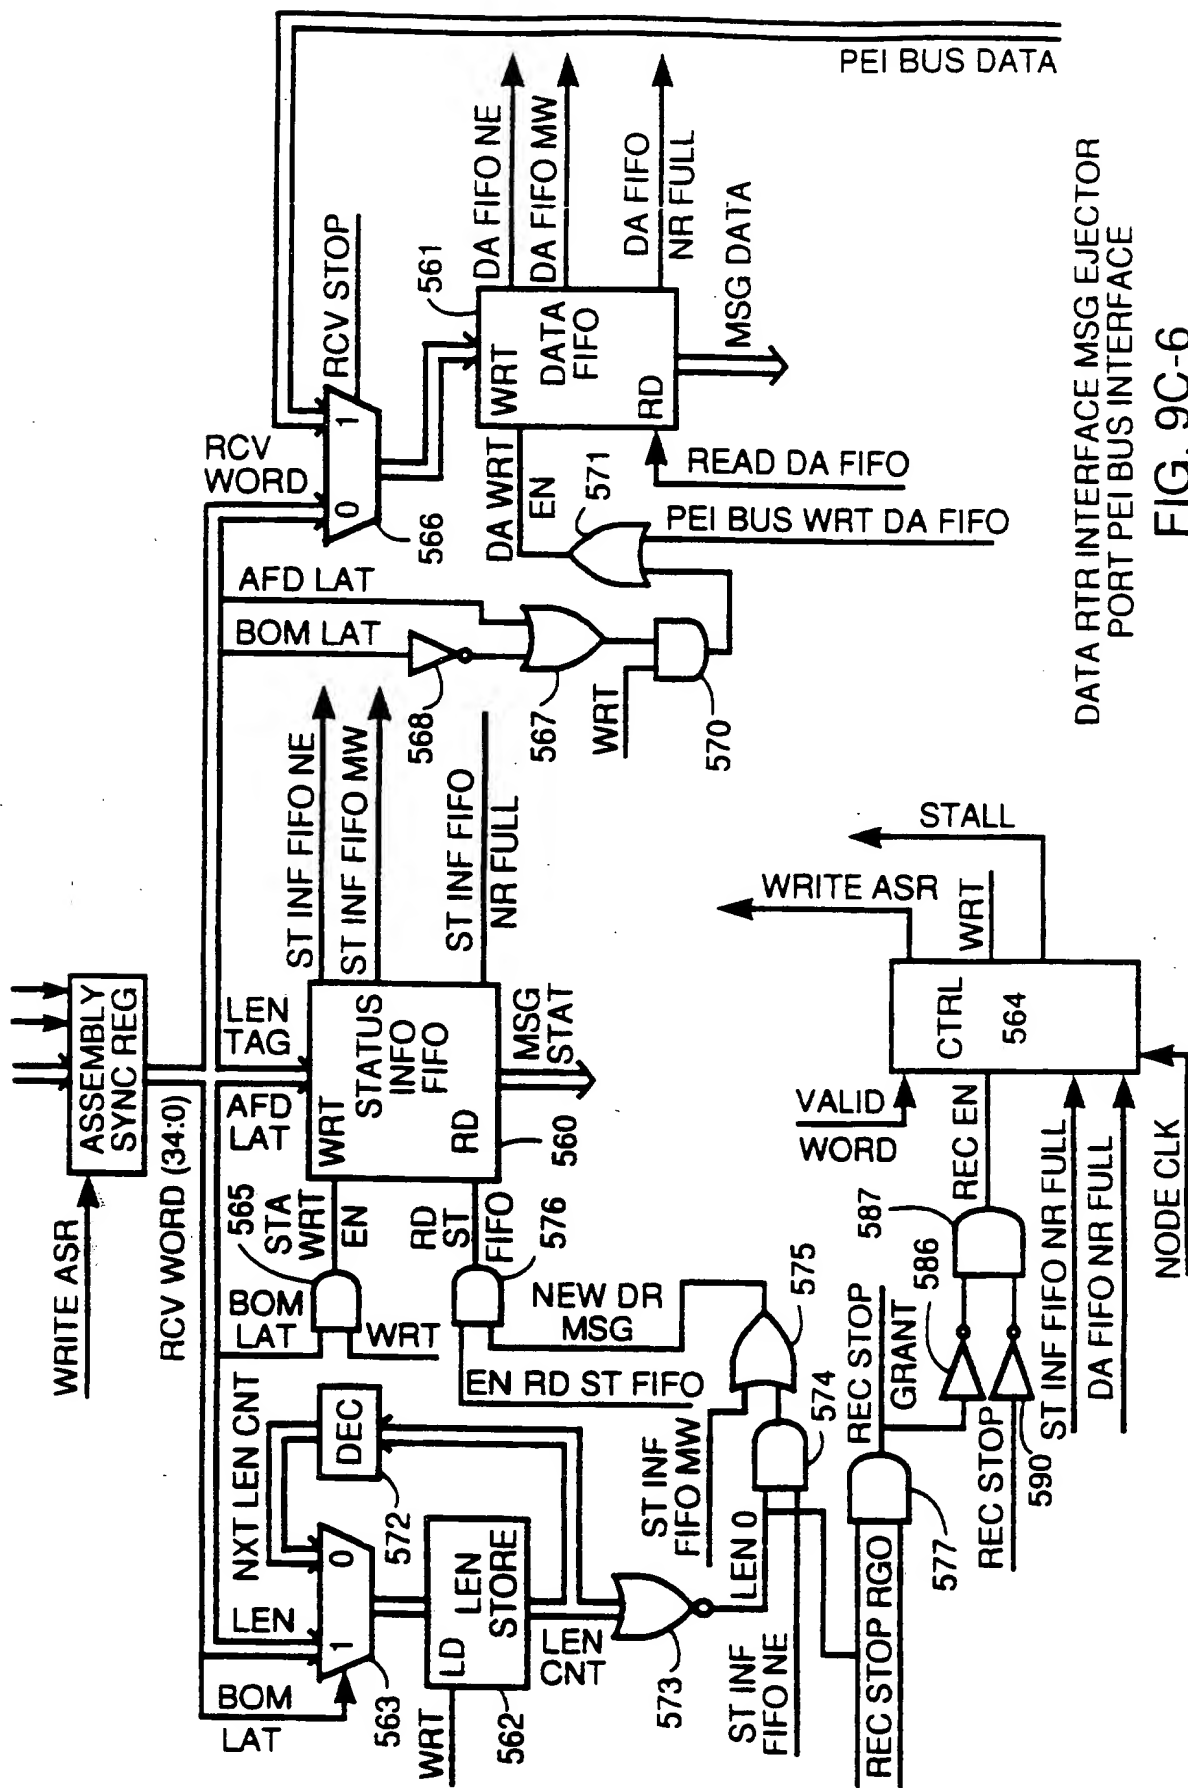 WRITE ASR
ASSEMBLY
SYNC REG
RCV WORD (34:0)
BOM
LAT
LEN
NXT LEN CNT
1
0
563
DEC
572
WRT
LD
LEN
STORE
562
LEN
CNT
573
BOM
LAT
WRT
565
STA
WRT
EN
AFD
LAT
LEN
TAG
WRT
STATUS
INFO
FIFO
RD
560
MSG
STAT
RD
ST
FIFO
576
NEW DR
MSG
EN RD ST FIFO
575
ST INF
FIFO MW
574
LEN 0
ST INF
FIFO NE
ST INF FIFO NE
ST INF FIFO MW
ST INF FIFO
NR FULL
AFD LAT
BOM LAT
568
567
WRT
570
RCV
WORD
0
1
RCV STOP
566
DA WRT
EN
571
PEI BUS WRT DA FIFO
WRT
DATA
FIFO
RD
561
READ DA FIFO
MSG DATA
DA FIFO NE
DA FIFO MW
DA FIFO
NR FULL
PEI BUS DATA
REC STOP RGO
577
REC STOP
GRANT
586
REC STOP
590
587
REC EN
VALID
WORD
ST INF FIFO NR FULL
DA FIFO NR FULL
NODE CLK
CTRL
564
WRITE ASR
WRT
STALL
DATA RTR INTERFACE MSG EJECTOR
PORT PEI BUS INTERFACE
FIG. 9C-6